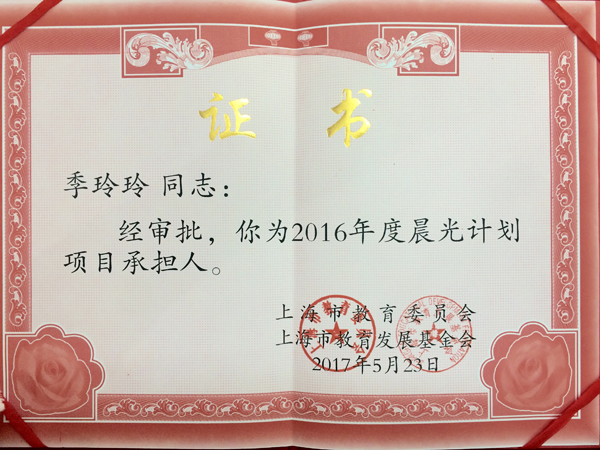 证 书
季玲玲 同志：
经审批，你为2016年度晨光计划
项目承担人。
上海市教育委员会
上海市教育发展基金会
2017年5月23日